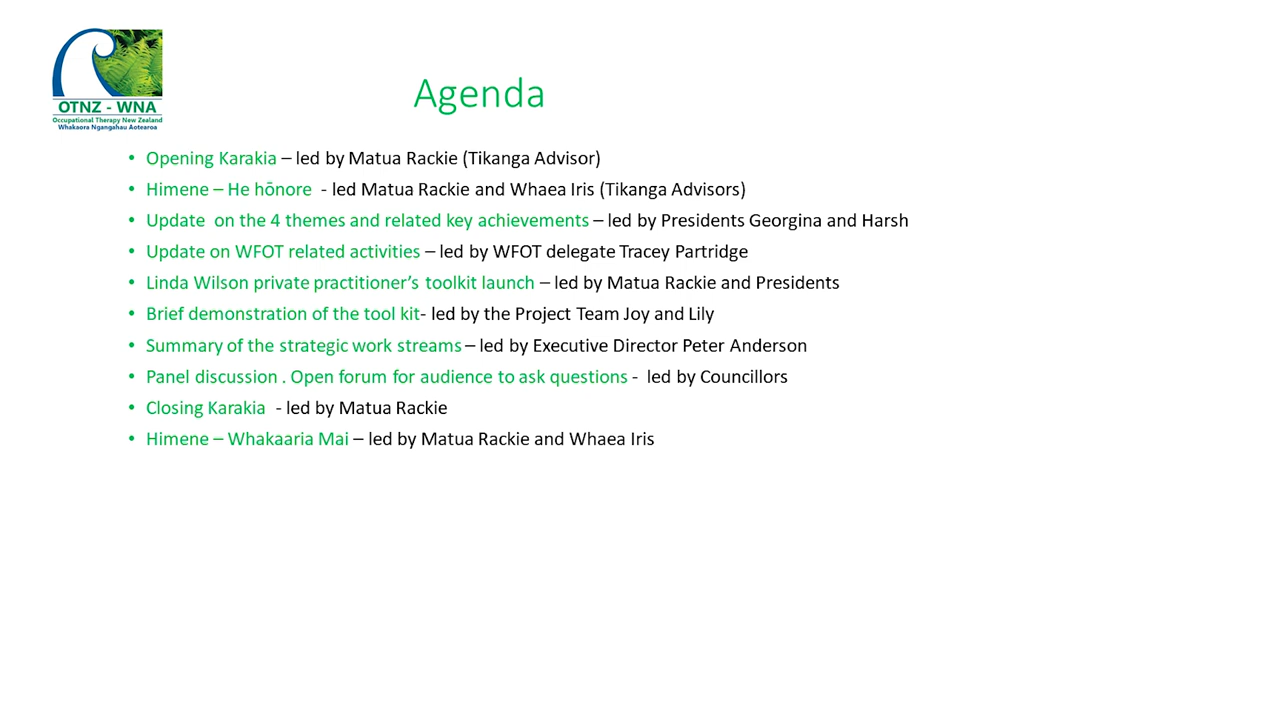 OTNZ - WNA
Occupational Therapy New Zealand
Whakaora Ngangahau Aotearoa
Agenda
• Opening Karakia – led by Matua Rackie (Tikanga Advisor)
• Himene – He hōnore - led Matua Rackie and Whaea Iris (Tikanga Advisors)
• Update on the 4 themes and related key achievements – led by Presidents Georgina and Harsh
• Update on WFOT related activities – led by WFOT delegate Tracey Partridge
• Linda Wilson private practitioner’s toolkit launch – led by Matua Rackie and Presidents
• Brief demonstration of the tool kit- led by the Project Team Joy and Lily
• Summary of the strategic work streams – led by Executive Director Peter Anderson
• Panel discussion . Open forum for audience to ask questions - led by Councillors
• Closing Karakia - led by Matua Rackie
• Himene – Whakaaria Mai – led by Matua Rackie and Whaea Iris